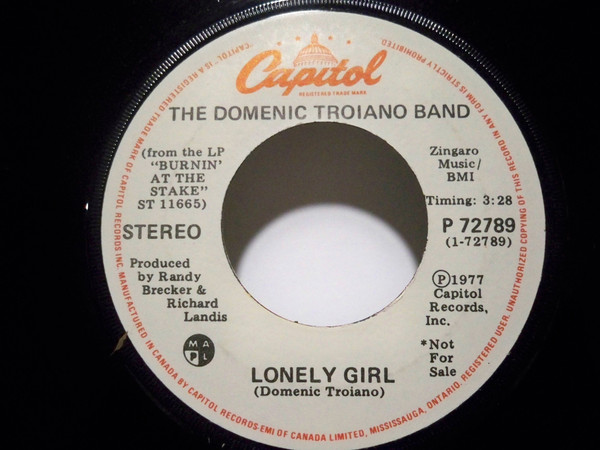 Capitol
REGISTERED TRADE MARK
THE DOMENIC TROIANO BAND
(from the LP
"BURNIN'
AT THE
STAKE"
ST 11665)
STEREO
Produced
by Randy
Brecker &
Richard
Landis
Zingaro
Music/
BMI
Timing: 3:28
P 72789
(1-72789)
Ⓟ1977
Capitol
Records,
Inc.
*Not
For
Sale
M A
P L
LONELY GIRL
(Domenic Troiano)
"CAPITOL" IS A REGISTERED TRADE MARK OF CAPITOL RECORDS INC. MANUFACTURED IN CANADA BY CAPITOL RECORDS-EMI OF CANADA LIMITED, MISSISSAUGA, ONTARIO, REGISTERED USER. UNAUTHORIZED COPYING OF THIS RECORD IN ANY FORM IS STRICTLY PROHIBITED